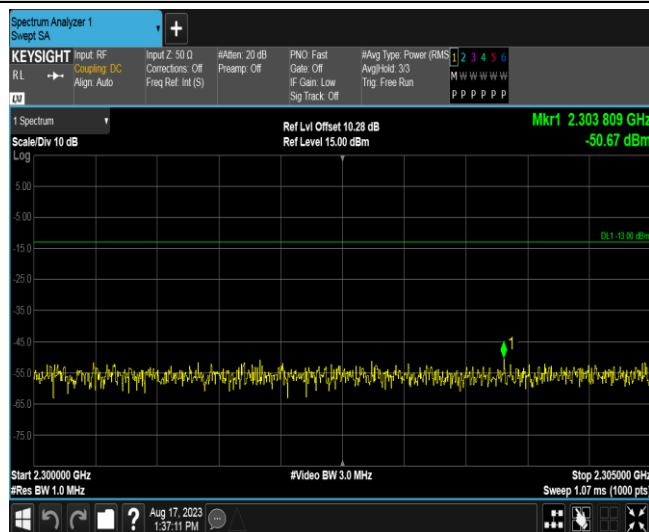 Spectrum Analyzer 1
Swept SA
+
KEYSIGHT
RL
LXI
Input: RF
Coupling: DC
Align: Auto
Input Z: 50 Ω
Corrections: Off
Freq Ref: Int (S)
#Atten: 20 dB
Preamp: Off
PNO: Fast
Gate: Off
IF Gain: Low
Sig Track: Off
#Avg Type: Power (RMS
Avg|Hold: 3/3
Trig: Free Run
1 2 3 4 5 6
M W W W W W
P P P P P P
1 Spectrum
Scale/Div 10 dB
Log
Ref Lvl Offset 10.28 dB
Ref Level 15.00 dBm
Mkr1 2.303 809 GHz
-50.67 dBm
5.00
-5.00
DL1 -13.00 dBm
-15.0
-25.0
-35.0
-45.0
1
-55.0
-65.0
-75.0
Start 2.300000 GHz
#Video BW 3.0 MHz
Stop 2.305000 GHz
#Res BW 1.0 MHz
Sweep 1.07 ms (1000 pts)
?
Aug 17, 2023
1:37:11 PM